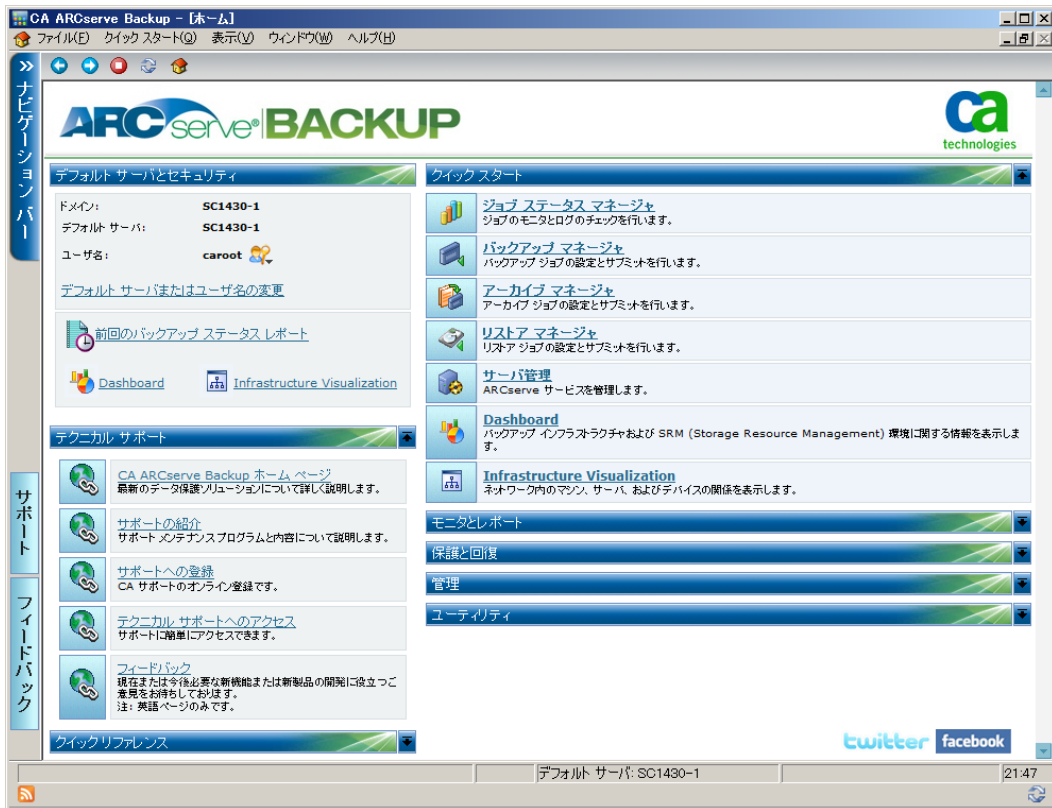 CA ARCserve Backup - [ホーム]
ファイル(F) クイック スタート(Q) 表示(V) ウィンドウ(W) ヘルプ(H)
ナビゲーション バー
サポート
フィードバック
ARCserve® BACKUP
ca
technologies
デフォルト サーバとセキュリティ
ドメイン: SC1430-1
デフォルト サーバ: SC1430-1
ユーザ名: caroot
デフォルト サーバまたはユーザ名の変更
前回のバックアップ ステータス レポート
Dashboard Infrastructure Visualization
テクニカル サポート
CA ARCserve Backup ホーム ページ
最新のデータ保護ソリューションについて詳しく説明します。
サポートの紹介
サポート メンテナンス プログラムと内容について説明します。
サポートへの登録
CA サポートのオンライン登録です。
テクニカル サポートへのアクセス
サポートに簡単にアクセスできます。
フィードバック
現在または今後必要な新機能または新製品の開発に役立つご
意見をお待ちしております。
注: 英語ページのみです。
クイック リファレンス
クイック スタート
ジョブ ステータス マネージャ
ジョブのモニタとログのチェックを行います。
バックアップ マネージャ
バックアップ ジョブの設定とサブミットを行います。
アーカイブ マネージャ
アーカイブ ジョブの設定とサブミットを行います。
リストア マネージャ
リストア ジョブの設定とサブミットを行います。
サーバ管理
ARCserve サービスを管理します。
Dashboard
バックアップ インフラストラクチャおよび SRM (Storage Resource Management) 環境に関する情報を表示しま
す。
Infrastructure Visualization
ネットワーク内のマシン、サーバ、およびデバイスの関係を表示します。
モニタとレポート
保護と回復
管理
ユーティリティ
twitter facebook
デフォルト サーバ: SC1430-1 21:47